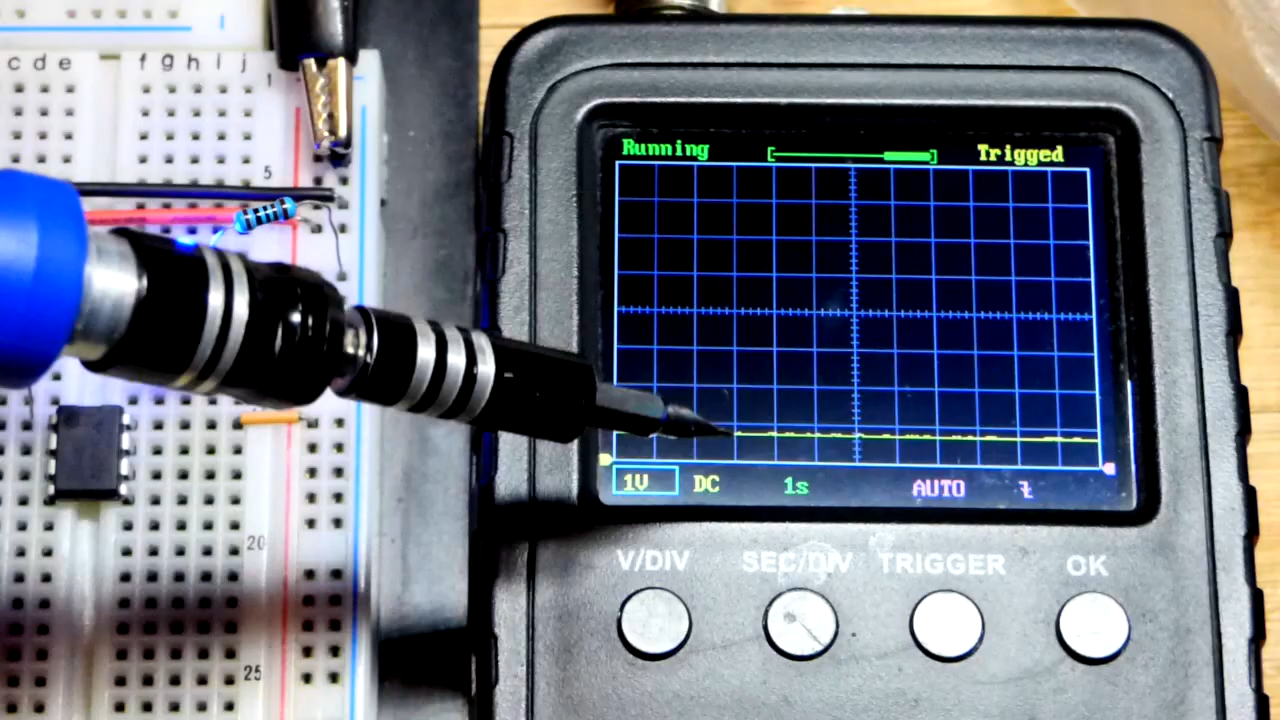 c d e f g h i j
1
5
20
25
Running Trigged
1V DC 1s AUTO
V/DIV SEC/DIV TRIGGER OK